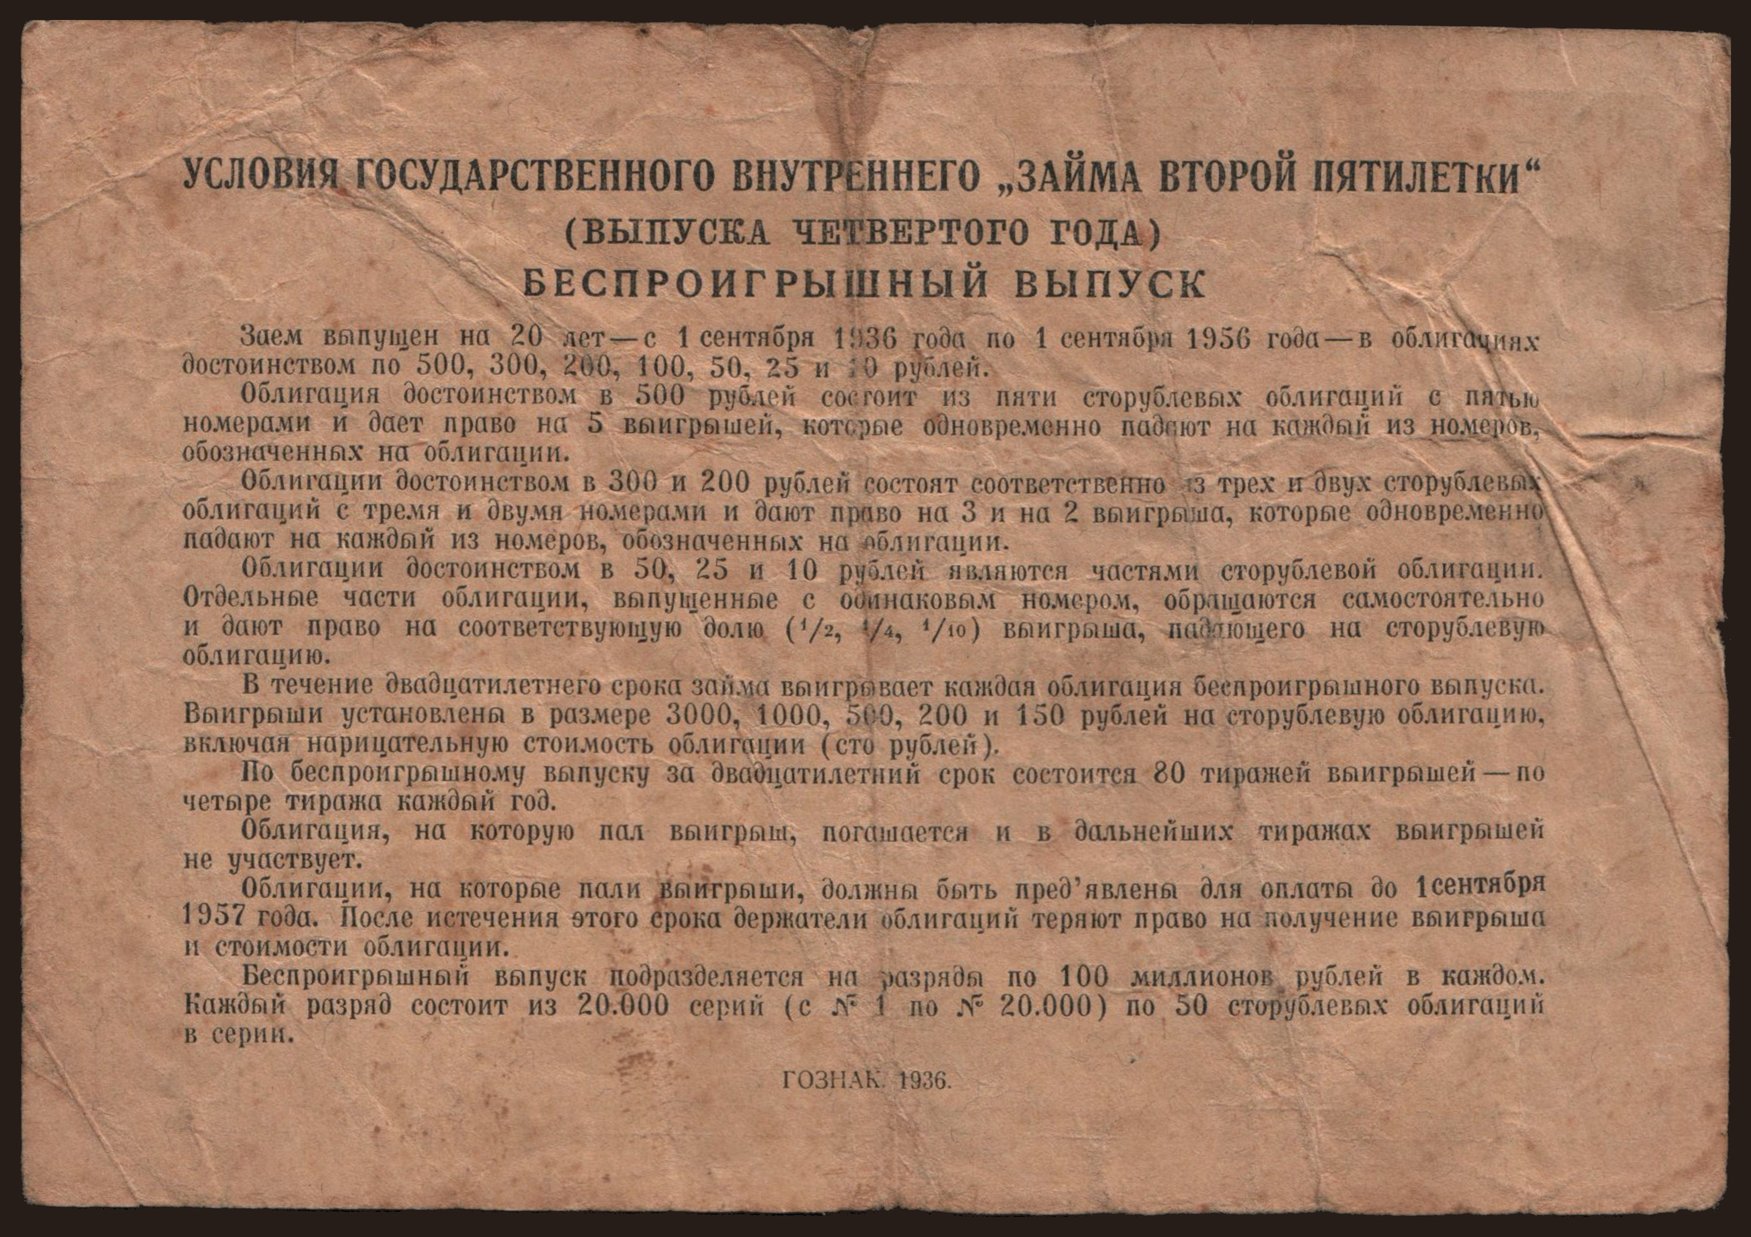 УСЛОВИЯ ГОСУДАРСТВЕННОГО ВНУТРЕННЕГО „ЗАЙМА ВТОРОЙ ПЯТИЛЕТКИ“
(ВЫПУСКА ЧЕТВЕРТОГО ГОДА)
БЕСПРОИГРЫШНЫЙ ВЫПУСК
Заем выпущен на 20 лет—с 1 сентября 1936 года по 1 сентября 1956 года—в облигациях
достоинством по 500, 300, 200, 100, 50, 25 и 10 рублей.
Облигация достоинством в 500 рублей состоит из пяти сторублевых облигаций с пятью
номерами и дает право на 5 выигрышей, которые одновременно падают на каждый из номеров,
обозначенных на облигации.
Облигации достоинством в 300 и 200 рублей состоят соответственно из трех и двух сторублевых
облигаций с тремя и двумя номерами и дают право на 3 и на 2 выигрыша, которые одновременно
падают на каждый из номеров, обозначенных на облигации.
Облигации достоинством в 50, 25 и 10 рублей являются частями сторублевой облигации.
Отдельные части облигации, выпущенные с одинаковым номером, обращаются самостоятельно
и дают право на соответствующую долю (1/2, 1/4, 1/10) выигрыша, падающего на сторублевую
облигацию.
В течение двадцатилетнего срока займа выигрывает каждая облигация беспроигрышного выпуска.
Выигрыши установлены в размере 3000, 1000, 500, 200 и 150 рублей на сторублевую облигацию,
включая нарицательную стоимость облигации (сто рублей).
По беспроигрышному выпуску за двадцатилетний срок состоится 80 тиражей выигрышей — по
четыре тиража каждый год.
Облигация, на которую пал выигрыш, погашается и в дальнейших тиражах выигрышей
не участвует.
Облигации, на которые пали выигрыши, должны быть пред’явлены для оплаты до 1 сентября
1957 года. После истечения этого срока держатели облигаций теряют право на получение выигрыша
и стоимости облигации.
Беспроигрышный выпуск подразделяется на разряды по 100 миллионов рублей в каждом.
Каждый разряд состоит из 20.000 серий (с № 1 по № 20.000) по 50 сторублевых облигаций
в серии.
ГОЗНАК. 1936.